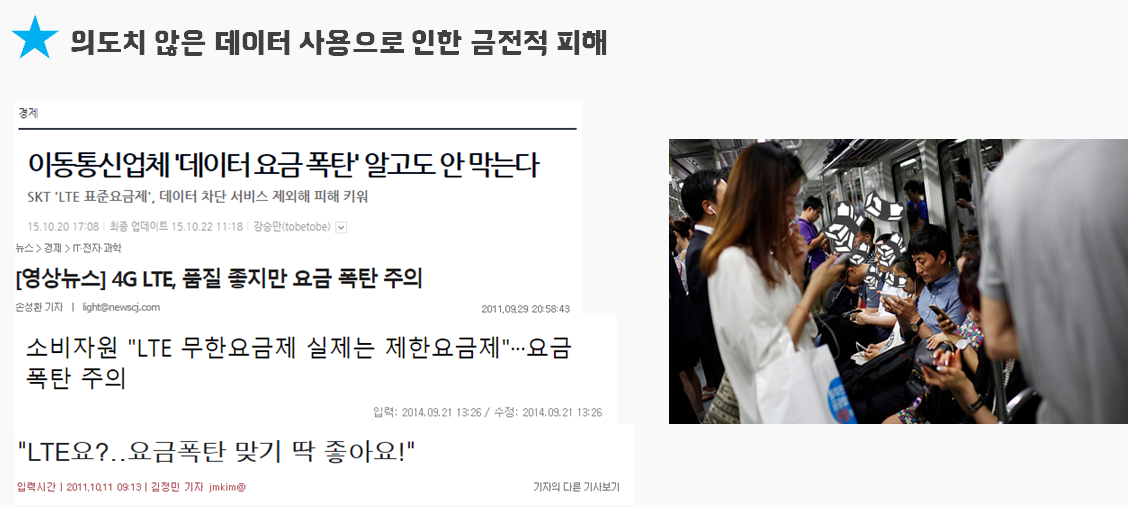 의도치 않은 데이터 사용으로 인한 금전적 피해
경제
이동통신업체 '데이터 요금 폭탄' 알고도 안 막는다
SKT 'LTE 표준요금제', 데이터 차단 서비스 제외해 피해 키워
15.10.20 17:08 | 최종 업데이트 15.10.22 11:18 | 강승만(tobetobe)
뉴스 > 경제 > IT·전자·과학
[영상뉴스] 4G LTE, 품질 좋지만 요금 폭탄 주의
손성환 기자 | light@newscj.com
2011.09.29 20:58:43
소비자원 "LTE 무한요금제 실제는 제한요금제"…요금
폭탄 주의
입력: 2014.09.21 13:26 / 수정: 2014.09.21 13:26
"LTE요?..요금폭탄 맞기 딱 좋아요!"
입력시간 | 2011.10.11 09:13 | 김정민 기자 jmkim@
기자의 다른 기사보기